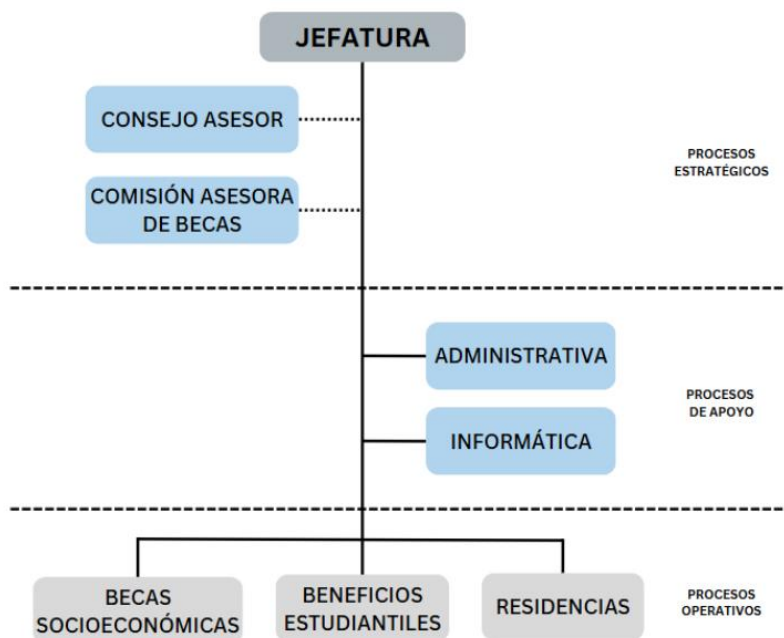 JEFATURA
CONSEJO ASESOR
COMISIÓN ASESORA
DE BECAS
PROCESOS
ESTRATÉGICOS
ADMINISTRATIVA
INFORMÁTICA
PROCESOS
DE APOYO
BECAS
SOCIOECONÓMICAS
BENEFICIOS
ESTUDIANTILES
RESIDENCIAS
PROCESOS
OPERATIVOS